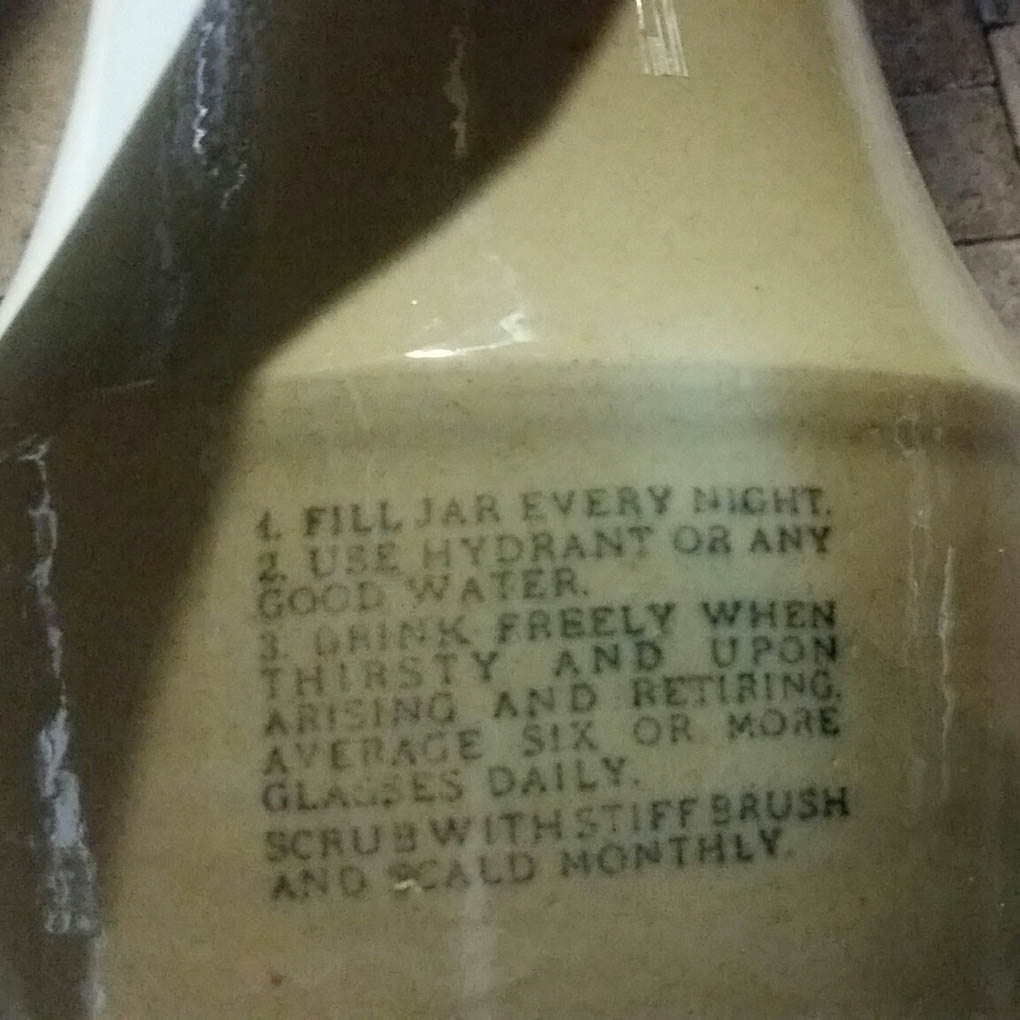 1. FILL JAR EVERY NIGHT.
2. USE HYDRANT OR ANY
GOOD WATER.
3. DRINK FREELY WHEN
THIRSTY AND UPON
ARISING AND RETIRING.
AVERAGE SIX OR MORE
GLASSES DAILY.
SCRUB WITH STIFF BRUSH
AND SCALD MONTHLY.